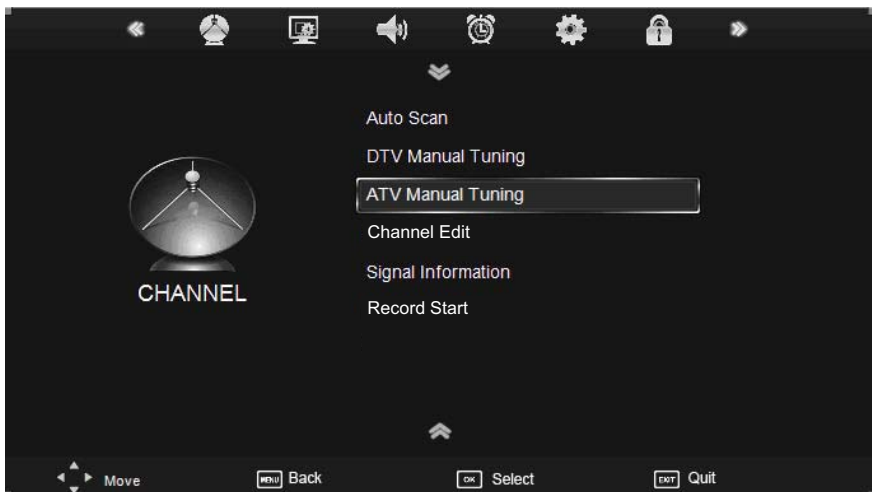 Auto Scan
DTV Manual Tuning
ATV Manual Tuning
Channel Edit
Signal Information
CHANNEL
Record Start
Move MENU Back OK Select EXIT Quit